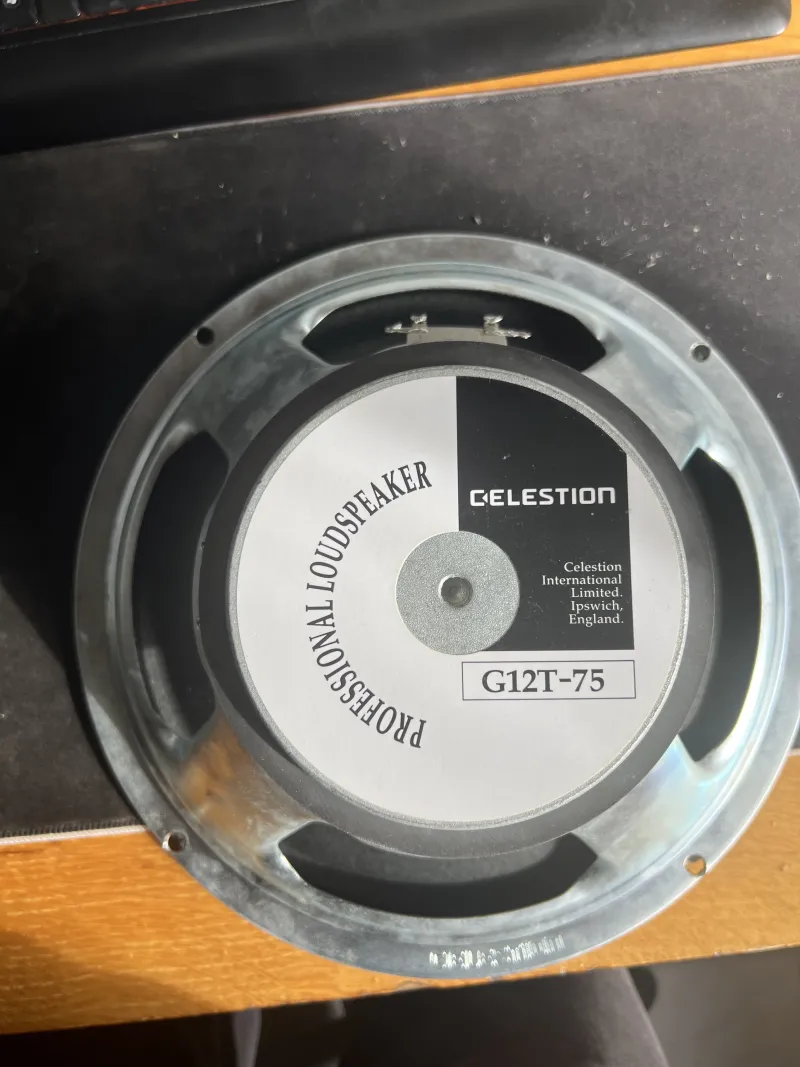 PROFESSIONAL LOUDSPEAKER
CELESTION
Celestion
International
Limited.
Ipswich,
England.
G12T-75